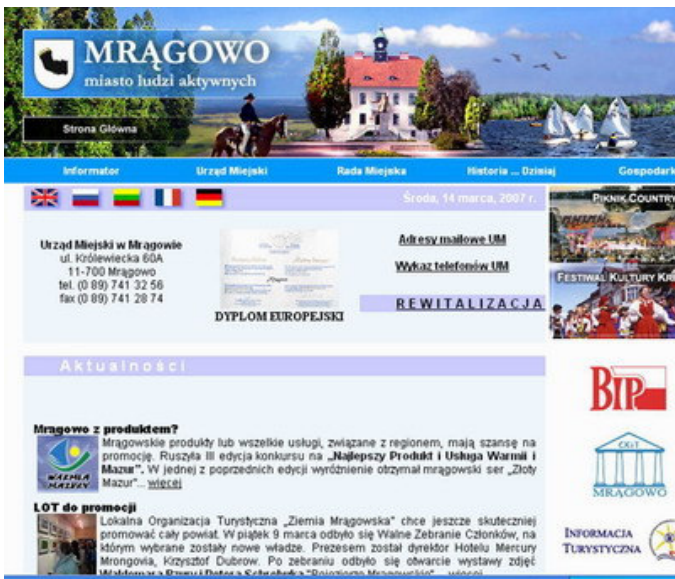 MRĄGOWO
miasto ludzi aktywnych
Strona Główna
Informator Urząd Miejski Rada Miejska Historia ... Dzisiaj Gospodark
Środa, 14 marca, 2007 r.
PIKNIK COUNTRY
Urząd Miejski w Mrągowie
ul. Królewiecka 60A
11-700 Mrągowo
tel. (0 89) 741 32 56
fax (0 89) 741 28 74
DYPLOM EUROPEJSKI
Adresy mailowe UM
Wykaz telefonów UM
REWITALIZACJA
FESTIWAL KULTURY KRE
Aktualności
BIP
Mrągowo z produktem?
Mrągowskie produkty lub wszelkie usługi, związane z regionem, mają szansę na
promocję. Ruszyła III edycja konkursu na „Najlepszy Produkt i Usługa Warmii i
Mazur". W jednej z poprzednich edycji wyróżnienie otrzymał mrągowski ser „Złoty
Mazur"... więcej
WARMIA
MAZURY
MRĄGOWO
LOT do promocji
Lokalna Organizacja Turystyczna „Ziemia Mrągowska" chce jeszcze skuteczniej
promować cały powiat. W piątek 9 marca odbyło się Walne Zebranie Członków, na
którym wybrane zostały nowe władze. Prezesem został dyrektor Hotelu Mercury
Mrongovia, Krzysztof Dubrow. Po zebraniu odbyło się otwarcie wystawy zdjęć
INFORMACJA
TURYSTYCZNA